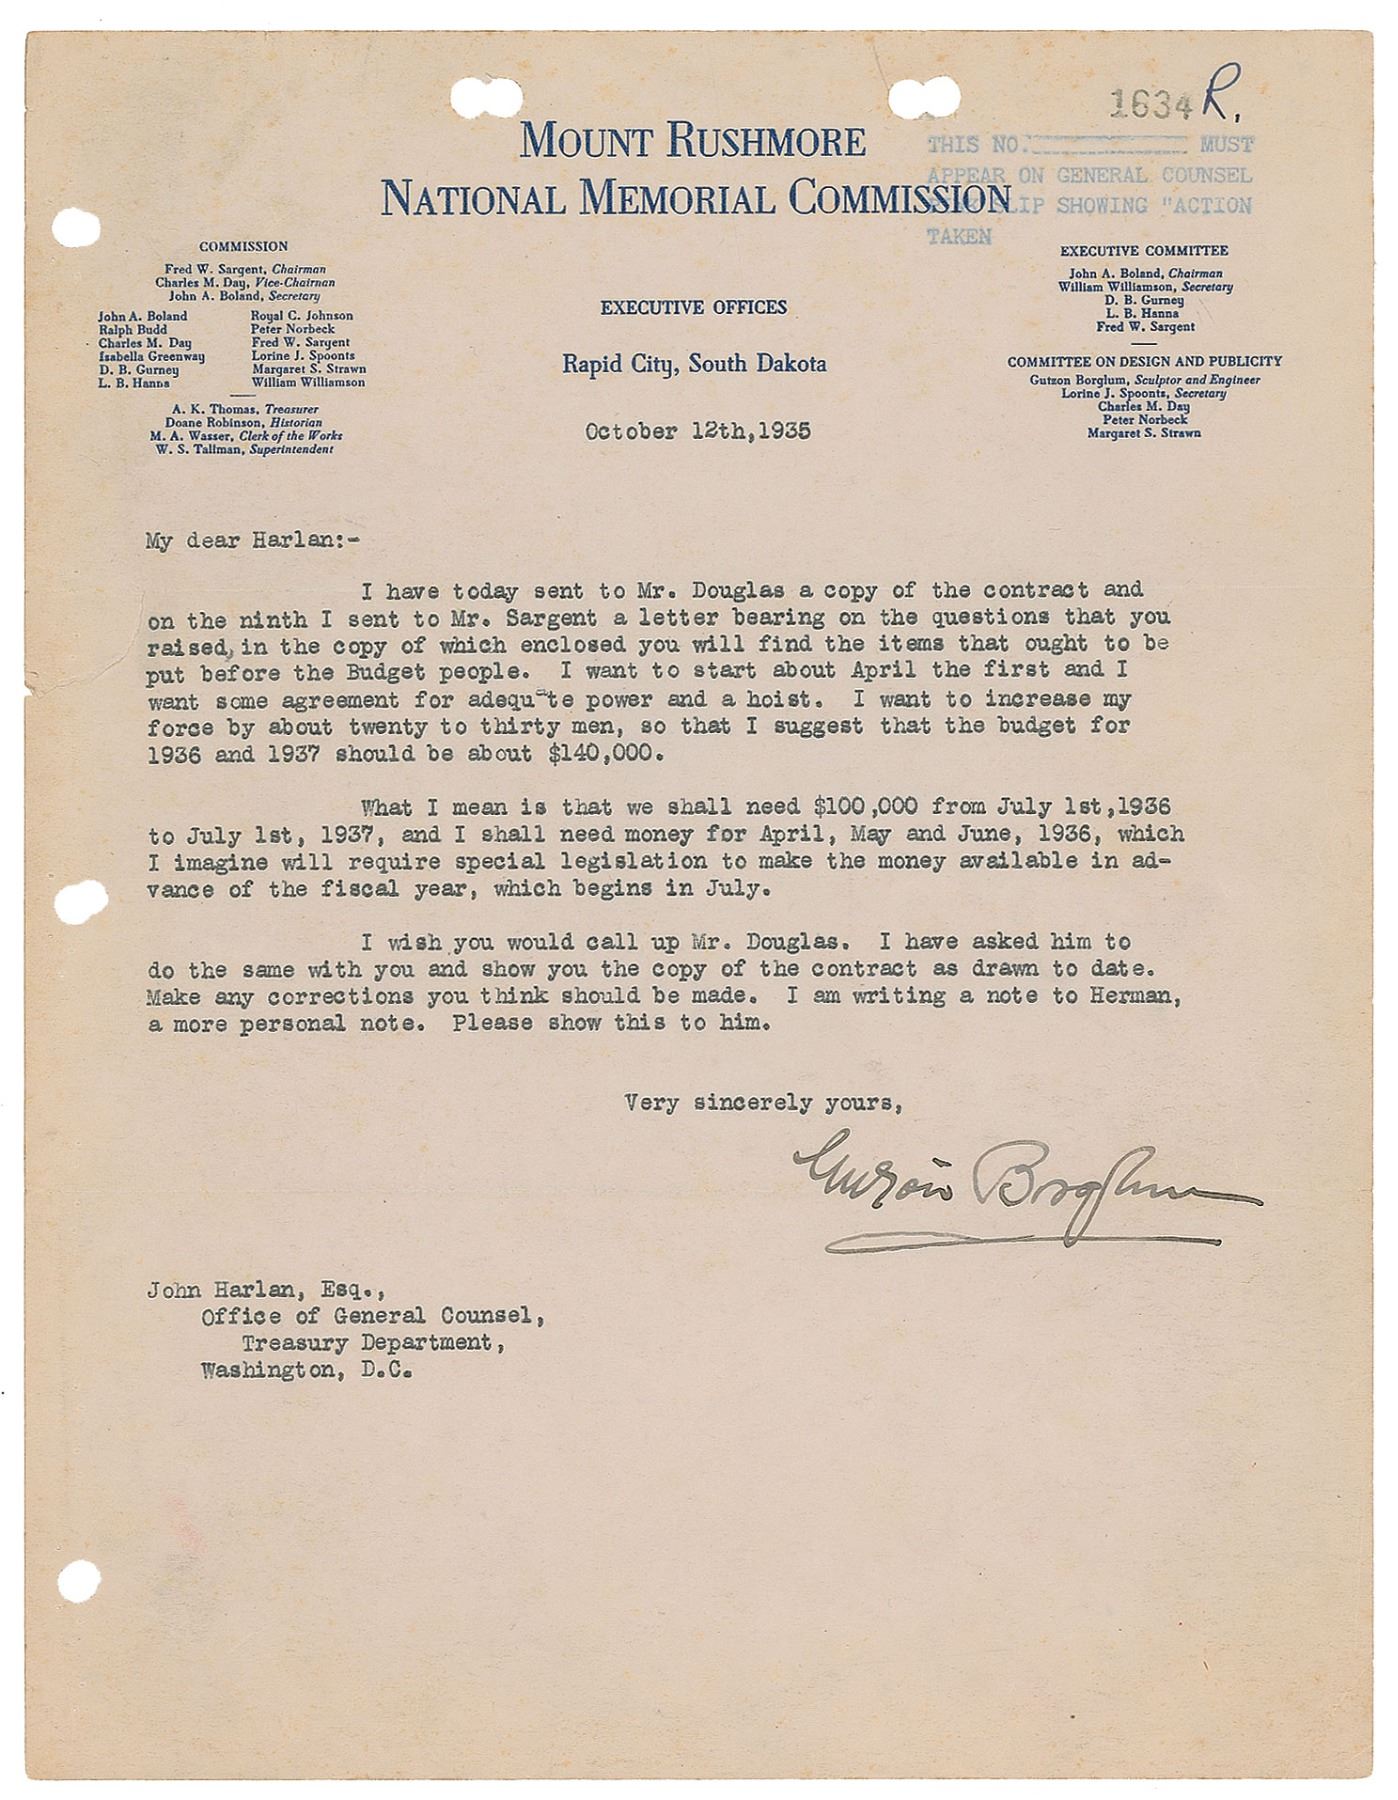 1634 R.
MOUNT RUSHMORE
NATIONAL MEMORIAL COMMISSION
THIS NO. MUST
APPEAR ON GENERAL COUNSEL
SLIP SHOWING "ACTION
TAKEN
COMMISSION
Fred W. Sargent, Chairman
Charles M. Day, Vice-Chairman
John A. Boland, Secretary
John A. Boland
Ralph Budd
Charles M. Day
Isabella Greenway
D. B. Gurney
L. B. Hanna
Royal C. Johnson
Peter Norbeck
Fred W. Sargent
Lorine J. Spoonts
Margaret S. Strawn
William Williamson
A. K. Thomas, Treasurer
Doane Robinson, Historian
M. A. Wasser, Clerk of the Works
W. S. Tallman, Superintendent
EXECUTIVE OFFICES
Rapid City, South Dakota
October 12th,1935
EXECUTIVE COMMITTEE
John A. Boland, Chairman
William Williamson, Secretary
D. B. Gurney
L. B. Hanna
Fred W. Sargent
COMMITTEE ON DESIGN AND PUBLICITY
Gutzon Borglum, Sculptor and Engineer
Lorine J. Spoonts, Secretary
Charles M. Day
Peter Norbeck
Margaret S. Strawn
My dear Harlan:-
I have today sent to Mr. Douglas a copy of the contract and
on the ninth I sent to Mr. Sargent a letter bearing on the questions that you
raised, in the copy of which enclosed you will find the items that ought to be
put before the Budget people. I want to start about April the first and I
want some agreement for adequate power and a hoist. I want to increase my
force by about twenty to thirty men, so that I suggest that the budget for
1936 and 1937 should be about $140,000.
What I mean is that we shall need $100,000 from July 1st,1936
to July 1st, 1937, and I shall need money for April, May and June, 1936, which
I imagine will require special legislation to make the money available in ad-
vance of the fiscal year, which begins in July.
I wish you would call up Mr. Douglas. I have asked him to
do the same with you and show you the copy of the contract as drawn to date.
Make any corrections you think should be made. I am writing a note to Herman,
a more personal note. Please show this to him.
Very sincerely yours,
Gutzon Borglum
John Harlan, Esq.,
Office of General Counsel,
Treasury Department,
Washington, D.C.